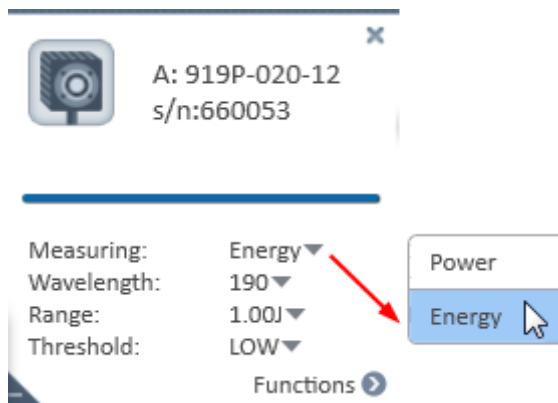 A: 919P-020-12
s/n:660053
Measuring: Energy
Wavelength: 190
Range: 1.00J
Threshold: LOW
Functions
Power
Energy